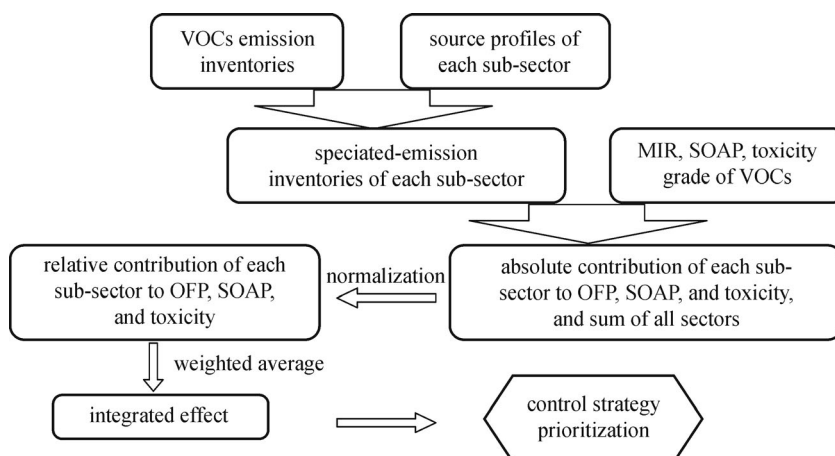 VOCs emission
inventories
source profiles of
each sub-sector
speciated-emission
inventories of each sub-sector
MIR, SOAP, toxicity
grade of VOCs
relative contribution of each
sub-sector to OFP, SOAP,
and toxicity
normalization
absolute contribution of each sub-
sector to OFP, SOAP, and toxicity,
and sum of all sectors
weighted average
integrated effect
control strategy
prioritization